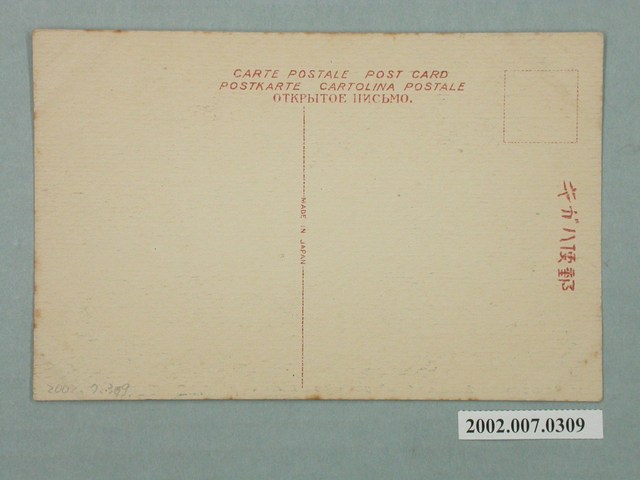 CARTE POSTALE POST CARD
POSTKARTE CARTOLINA POSTALE
ОТКРЫТОЕ ПИСЬМО.
MADE IN JAPAN
郵便ハガキ
2002.7.309
2002.007.0309